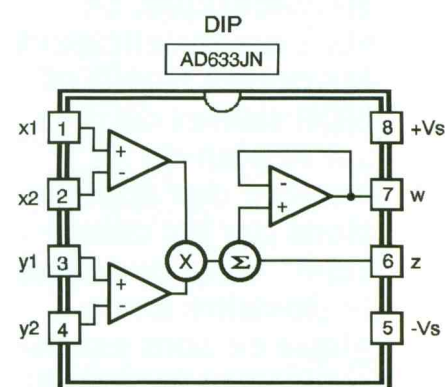 DIP
AD633JN
x1 1
x2 2
y1 3
y2 4
8 +Vs
7 w
6 z
5 -Vs
+
-
+
-
-
+
X
Σ